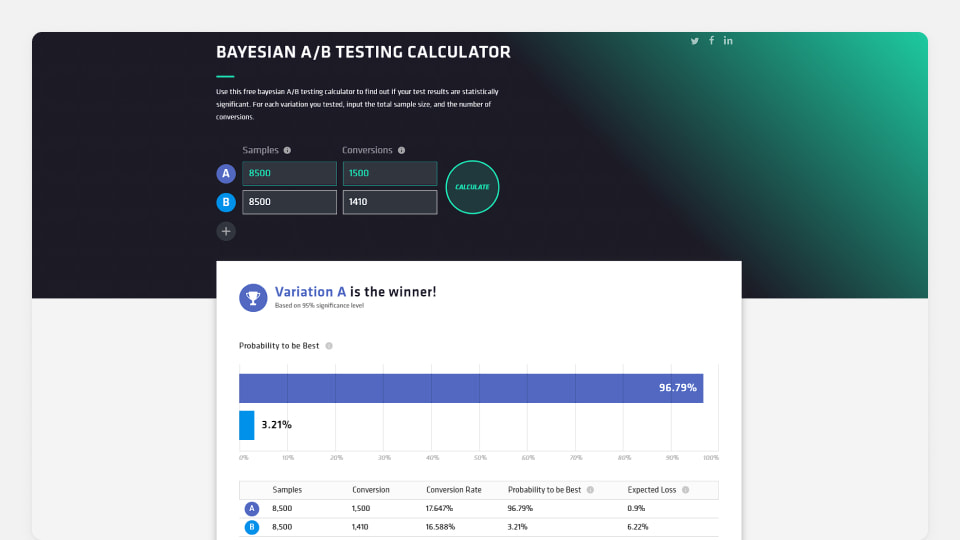 BAYESIAN A/B TESTING CALCULATOR
Use this free bayesian A/B testing calculator to find out if your test results are statistically
significant. For each variation you tested, input the total sample size, and the number of
conversions.
Samples Conversions
A 8500 1500
CALCULATE
B 8500 1410
+
Variation A is the winner!
Based on 95% significance level
Probability to be Best
96.79%
3.21%
0% 10% 20% 30% 40% 50% 60% 70% 80% 90% 100%
Samples Conversion Conversion Rate Probability to be Best Expected Loss
A 8,500 1,500 17.647% 96.79% 0.9%
B 8,500 1,410 16.588% 3.21% 6.22%